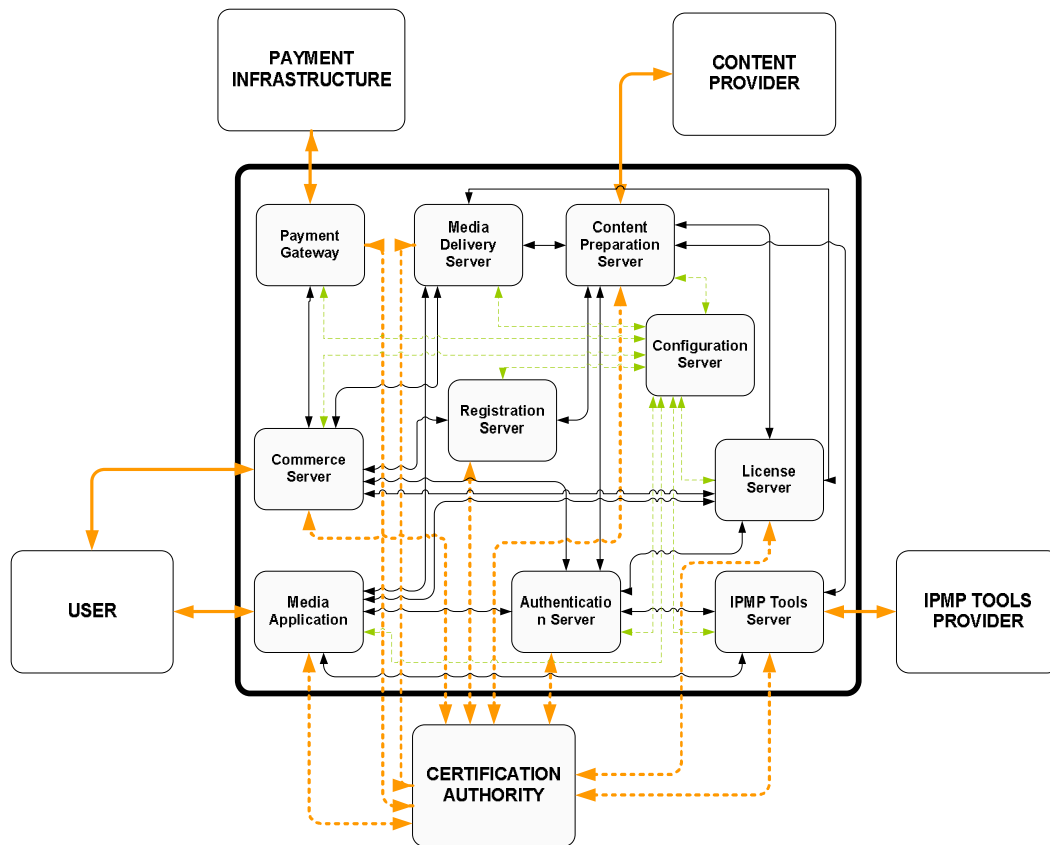 PAYMENT
INFRASTRUCTURE
CONTENT
PROVIDER
Payment
Gateway
Media
Delivery
Server
Content
Preparation
Server
Configuration
Server
Registration
Server
Commerce
Server
License
Server
USER
Media
Application
Authenticatio
n Server
IPMP Tools
Server
IPMP TOOLS
PROVIDER
CERTIFICATION
AUTHORITY